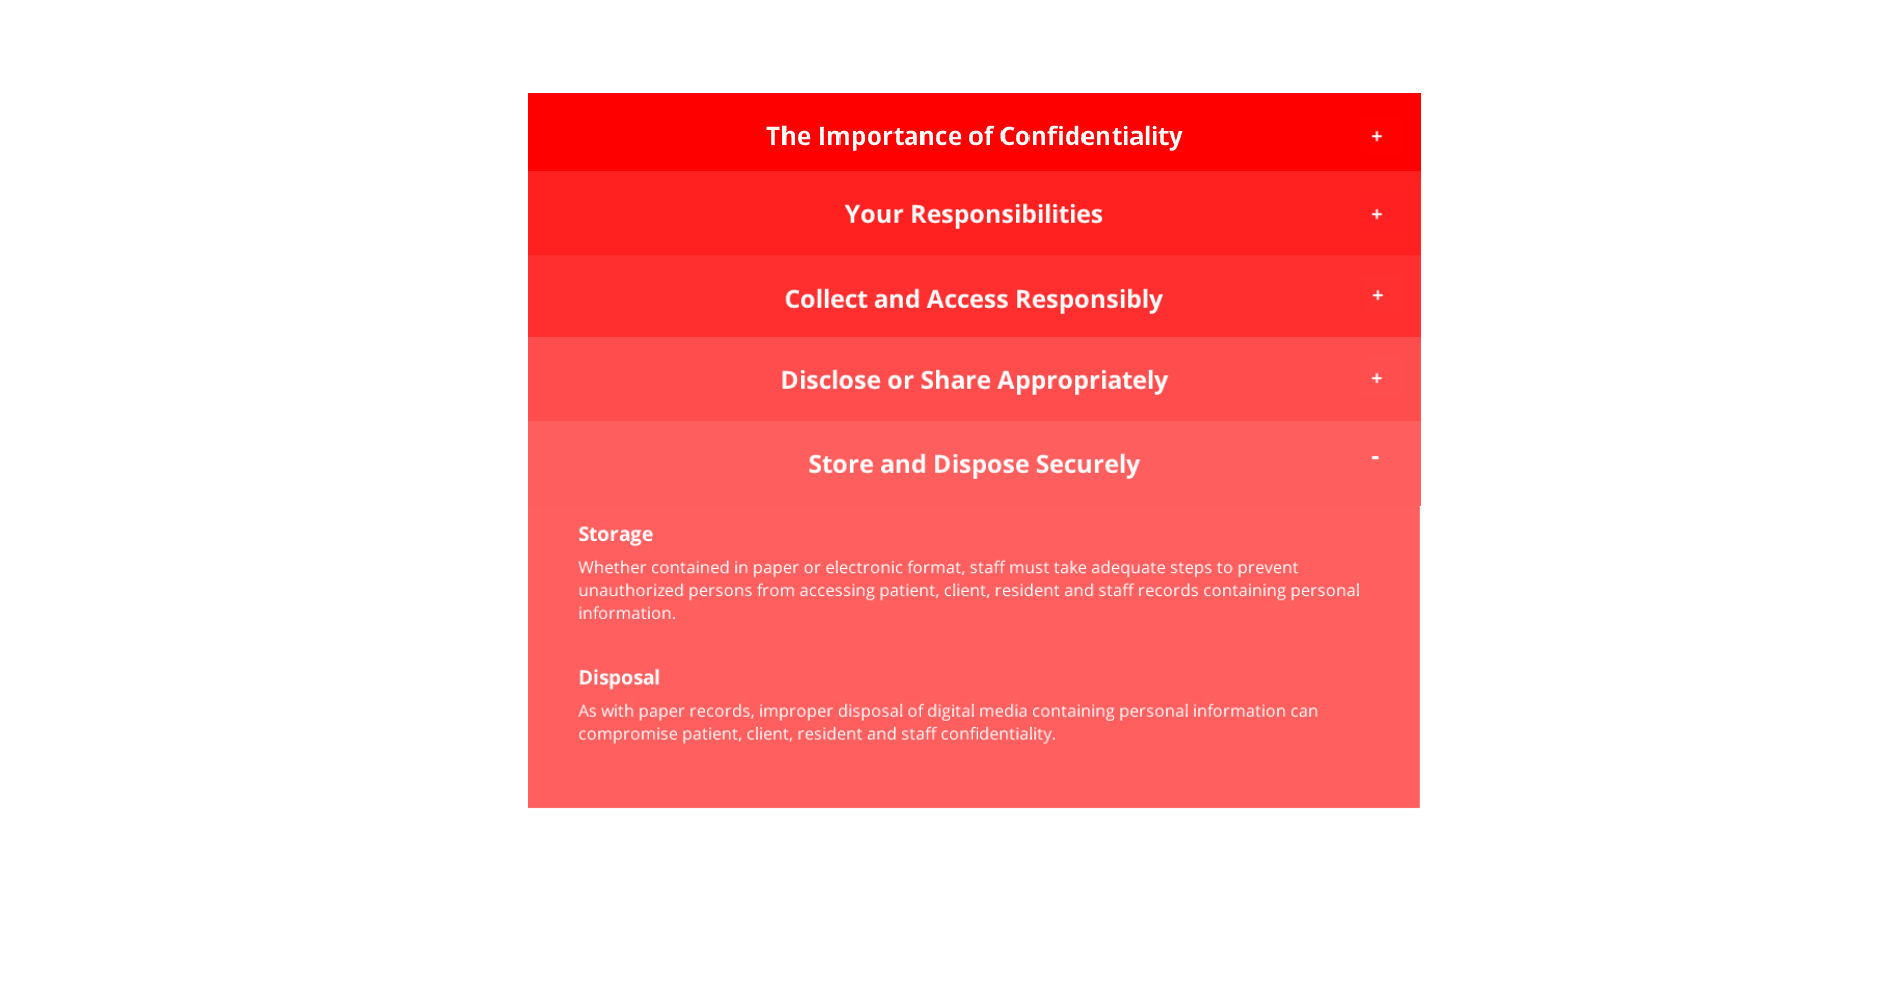 The Importance of Confidentiality +
Your Responsibilities +
Collect and Access Responsibly +
Disclose or Share Appropriately +
Store and Dispose Securely -
Storage
Whether contained in paper or electronic format, staff must take adequate steps to prevent
unauthorized persons from accessing patient, client, resident and staff records containing personal
information.
Disposal
As with paper records, improper disposal of digital media containing personal information can
compromise patient, client, resident and staff confidentiality.